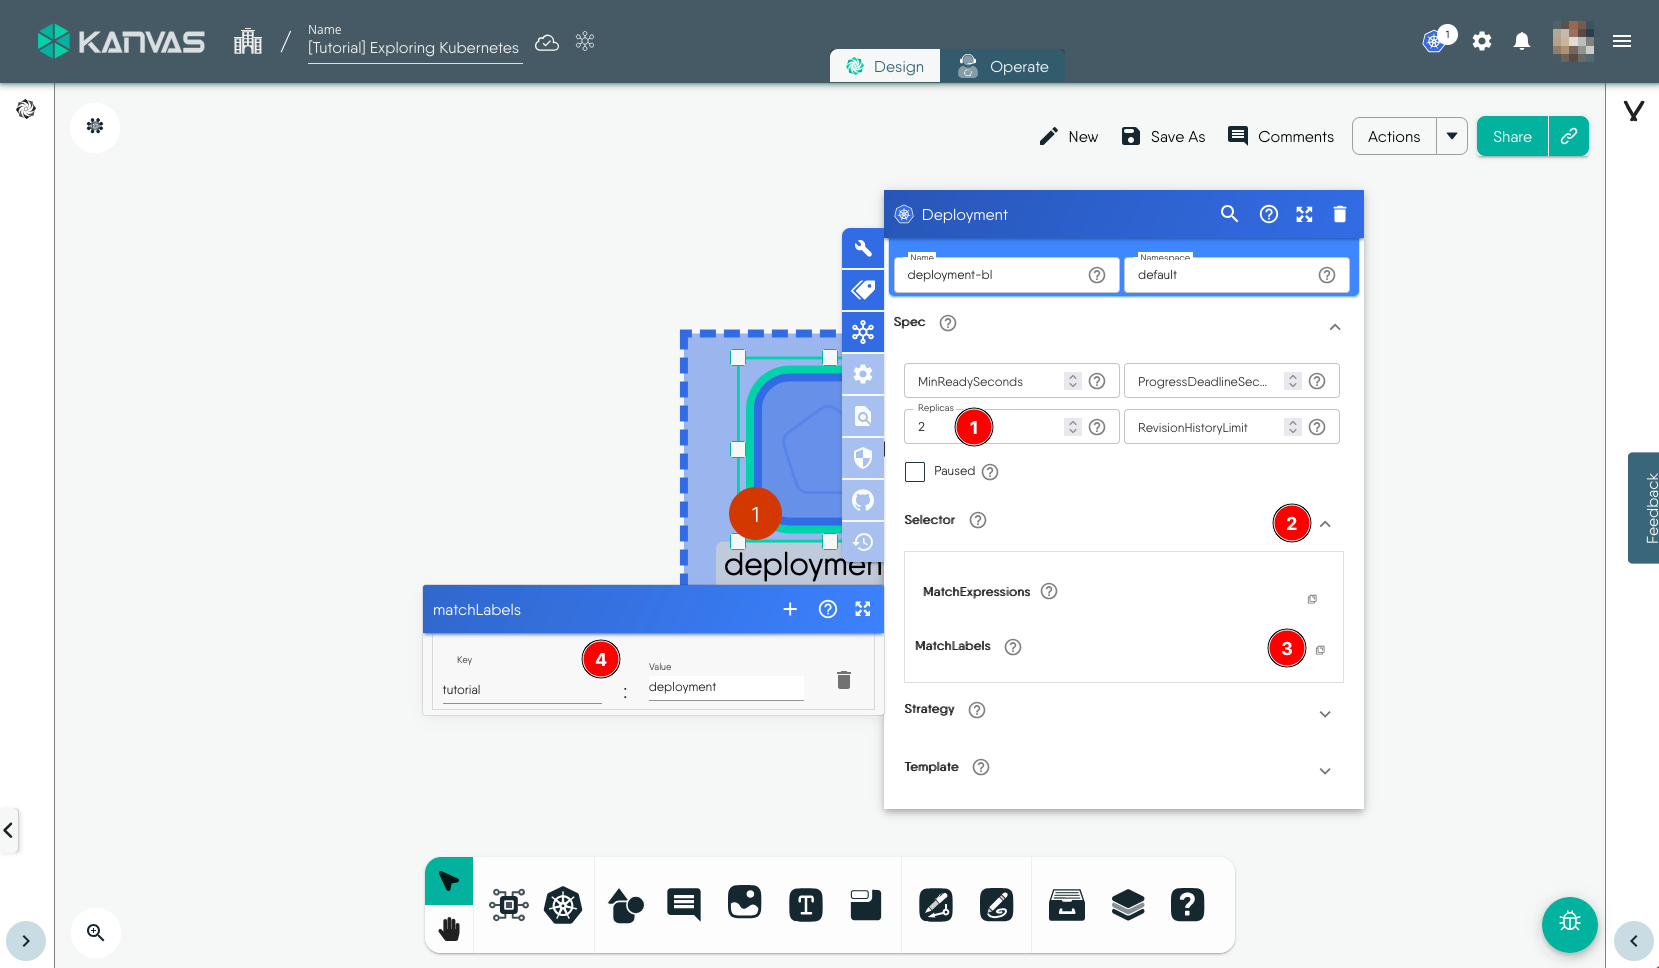 KANVAS
/
Name
[Tutorial] Exploring Kubernetes
1
Design
Operate
New
Save As
Comments
Actions
Share
Deployment
Name
deployment-bl
Namespace
default
Spec
MinReadySeconds
ProgressDeadlineSec...
Replicas
2
1
RevisionHistoryLimit
Paused
Selector
2
MatchExpressions
MatchLabels
3
Strategy
Template
1
deployment
matchLabels
Key
4
Value
tutorial
:
deployment
Feedback
T
?